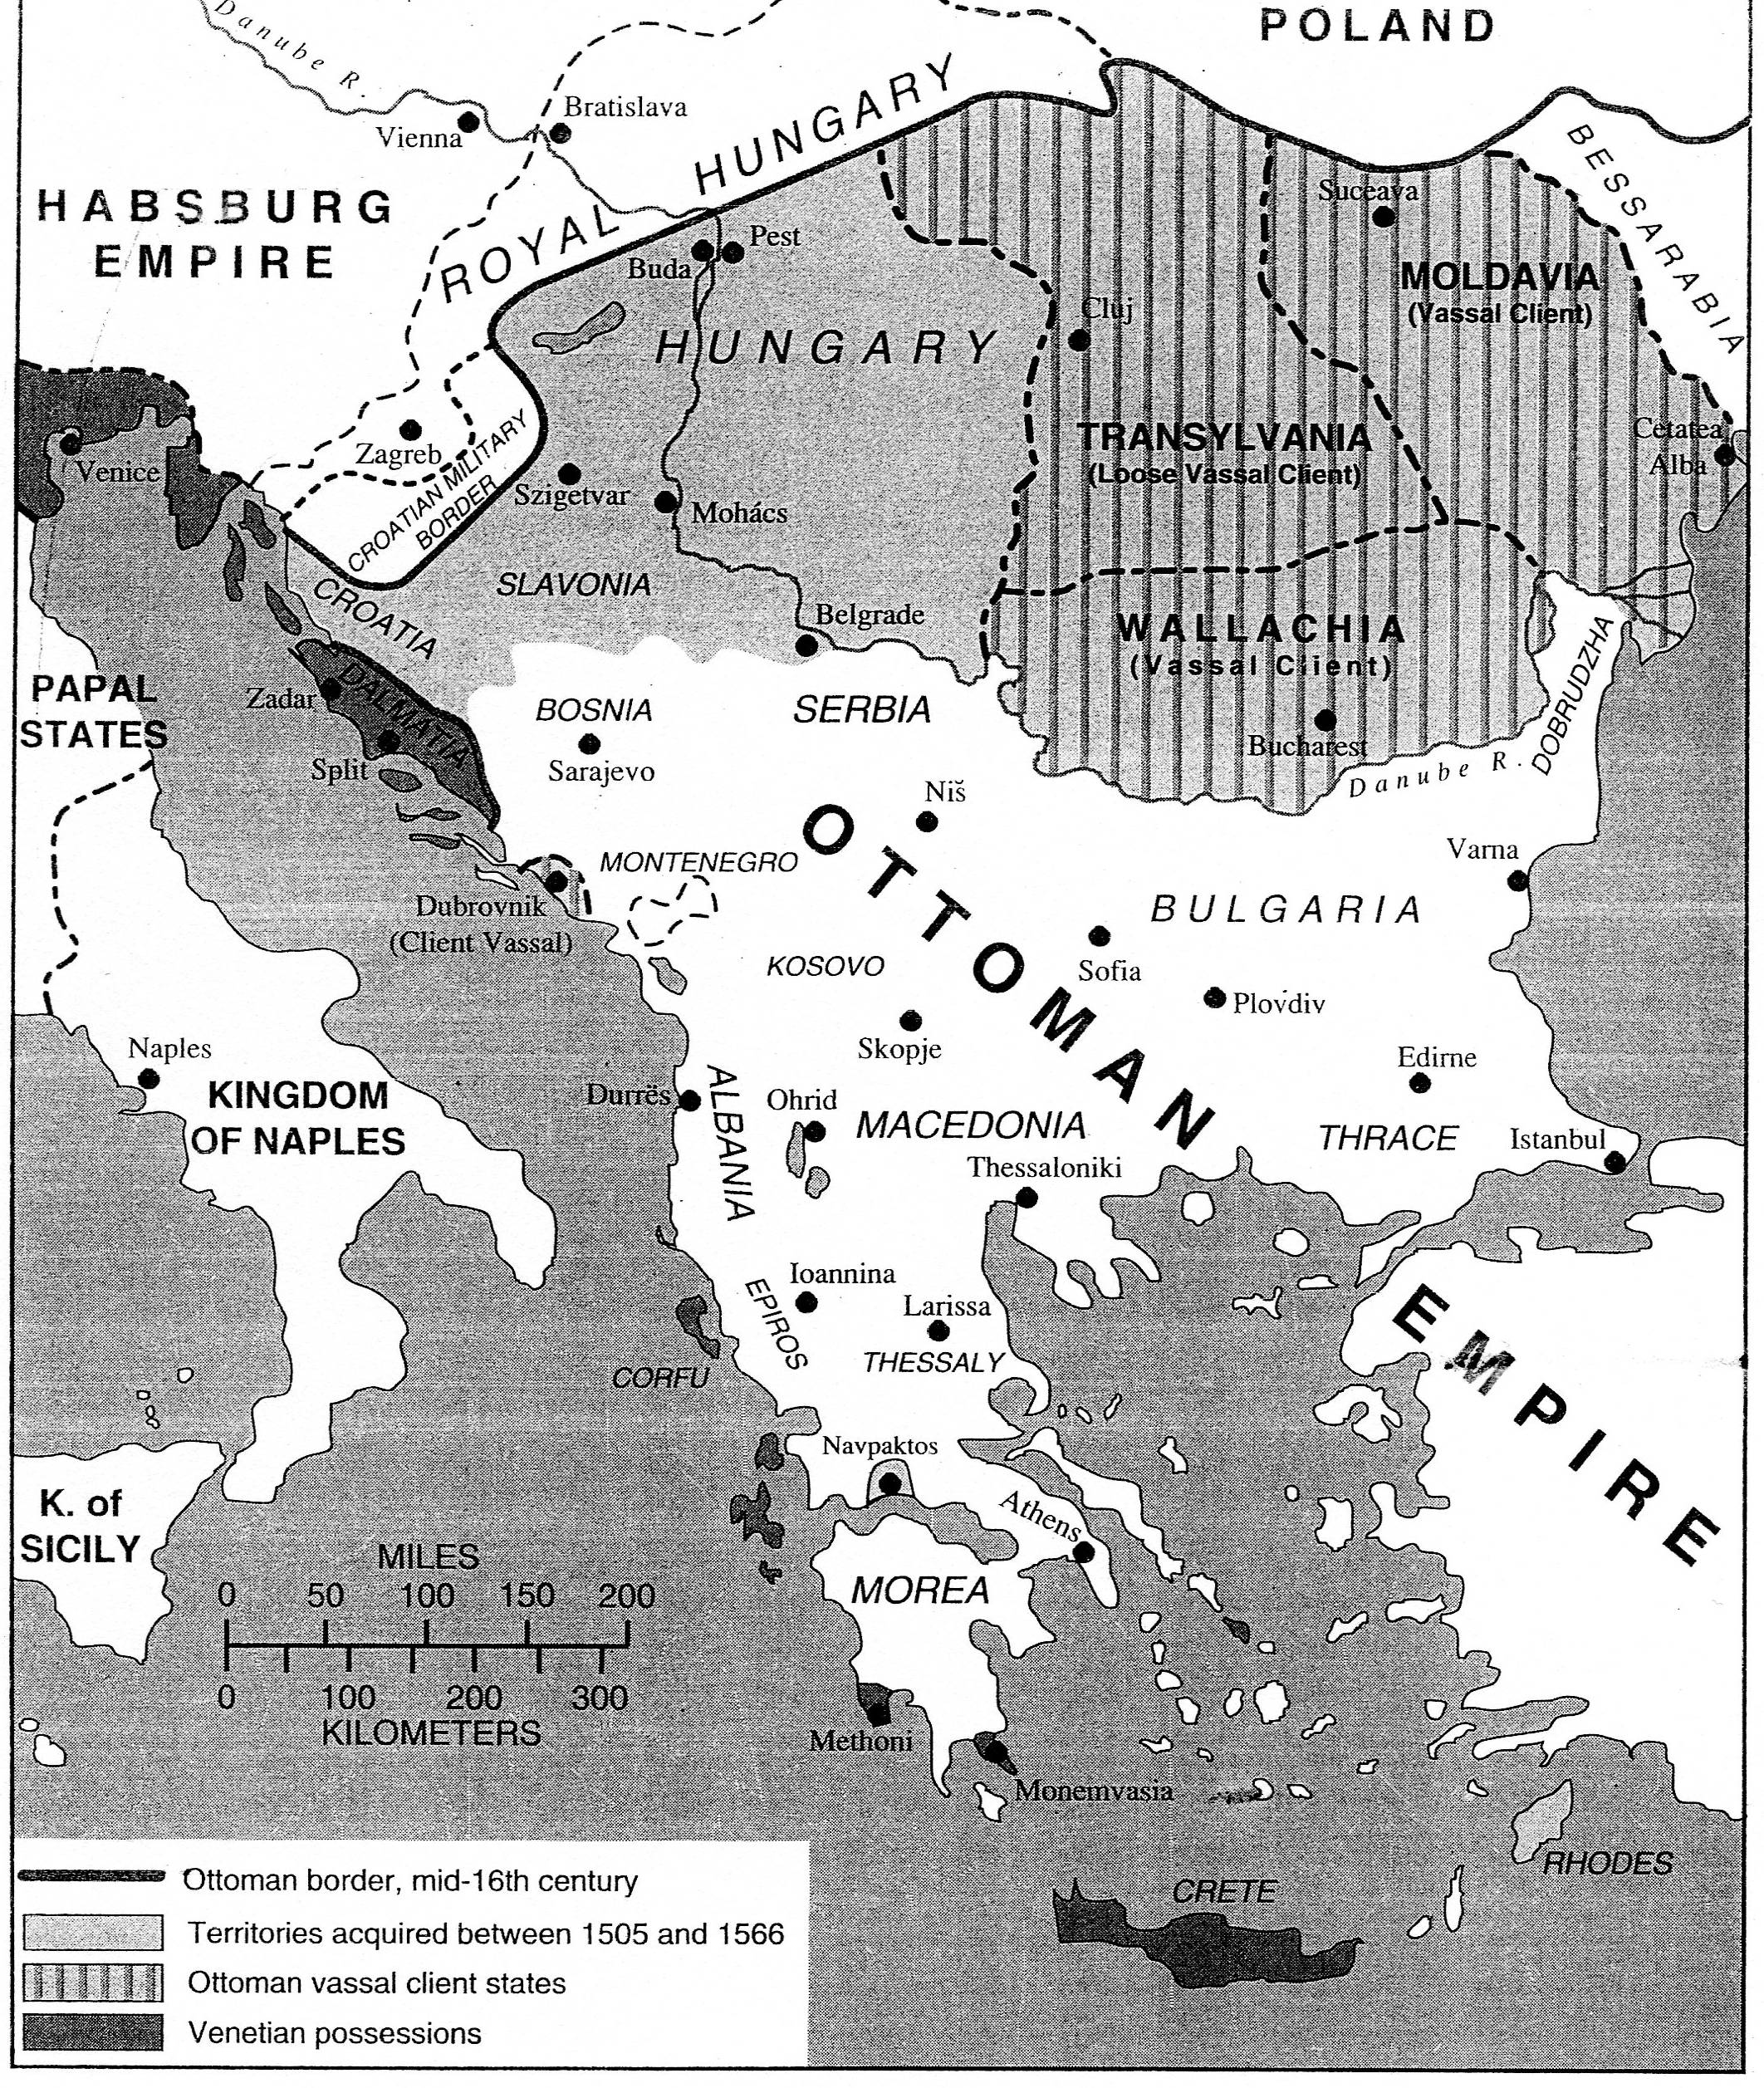 POLAND
Danube R.
Bratislava
Vienna
ROYAL HUNGARY
BESSARABIA
HABSBURG
EMPIRE
Suceava
Pest
Buda
MOLDAVIA
(Vassal Client)
Cluj
HUNGARY
Zagreb
Venice
CROATIAN MILITARY
BORDER
TRANSYLVANIA
(Loose Vassal Client)
Cetatea
Alba
Szigetvar
Mohács
SLAVONIA
CROATIA
Belgrade
WALLACHIA
(Vassal Client)
DOBRUDZHA
PAPAL
STATES
Zadar
DALMATIA
Split
BOSNIA
Sarajevo
SERBIA
Bucharest
Danube R.
Niš
OTTOMAN
EMPIRE
Varna
MONTENEGRO
Dubrovnik
(Client Vassal)
BULGARIA
KOSOVO
Sofia
Plovdiv
Skopje
Edirne
Naples
KINGDOM
OF NAPLES
Durrës
ALBANIA
Ohrid
MACEDONIA
THRACE
Istanbul
Thessaloniki
Ioannina
EPIROS
Larissa
THESSALY
CORFU
Navpaktos
Athens
K. of
SICILY
MOREA
MILES
0 50 100 150 200
0 100 200 300
KILOMETERS
Methoni
Monemvasia
RHODES
CRETE
Ottoman border, mid-16th century
Territories acquired between 1505 and 1566
Ottoman vassal client states
Venetian possessions